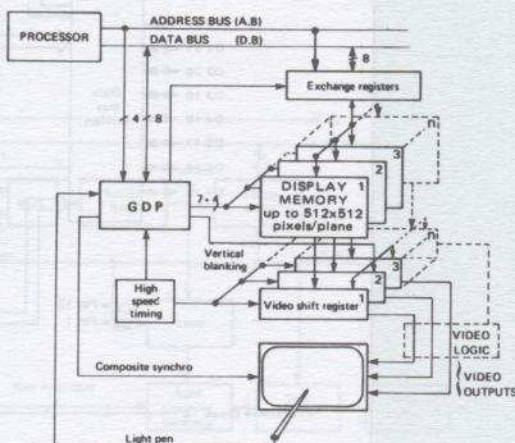 ADDRESS BUS (A.B)
PROCESSOR
DATA BUS (D.B)
8
Exchange registers
4 8
n
3
2
DISPLAY 1
MEMORY
up to 512x512
pixels/plane
GDP
7+4
Vertical
blanking
n
3
2
High
speed
timing
Video shift register 1
VIDEO
LOGIC
VIDEO
OUTPUTS
Composite synchro
Light pen